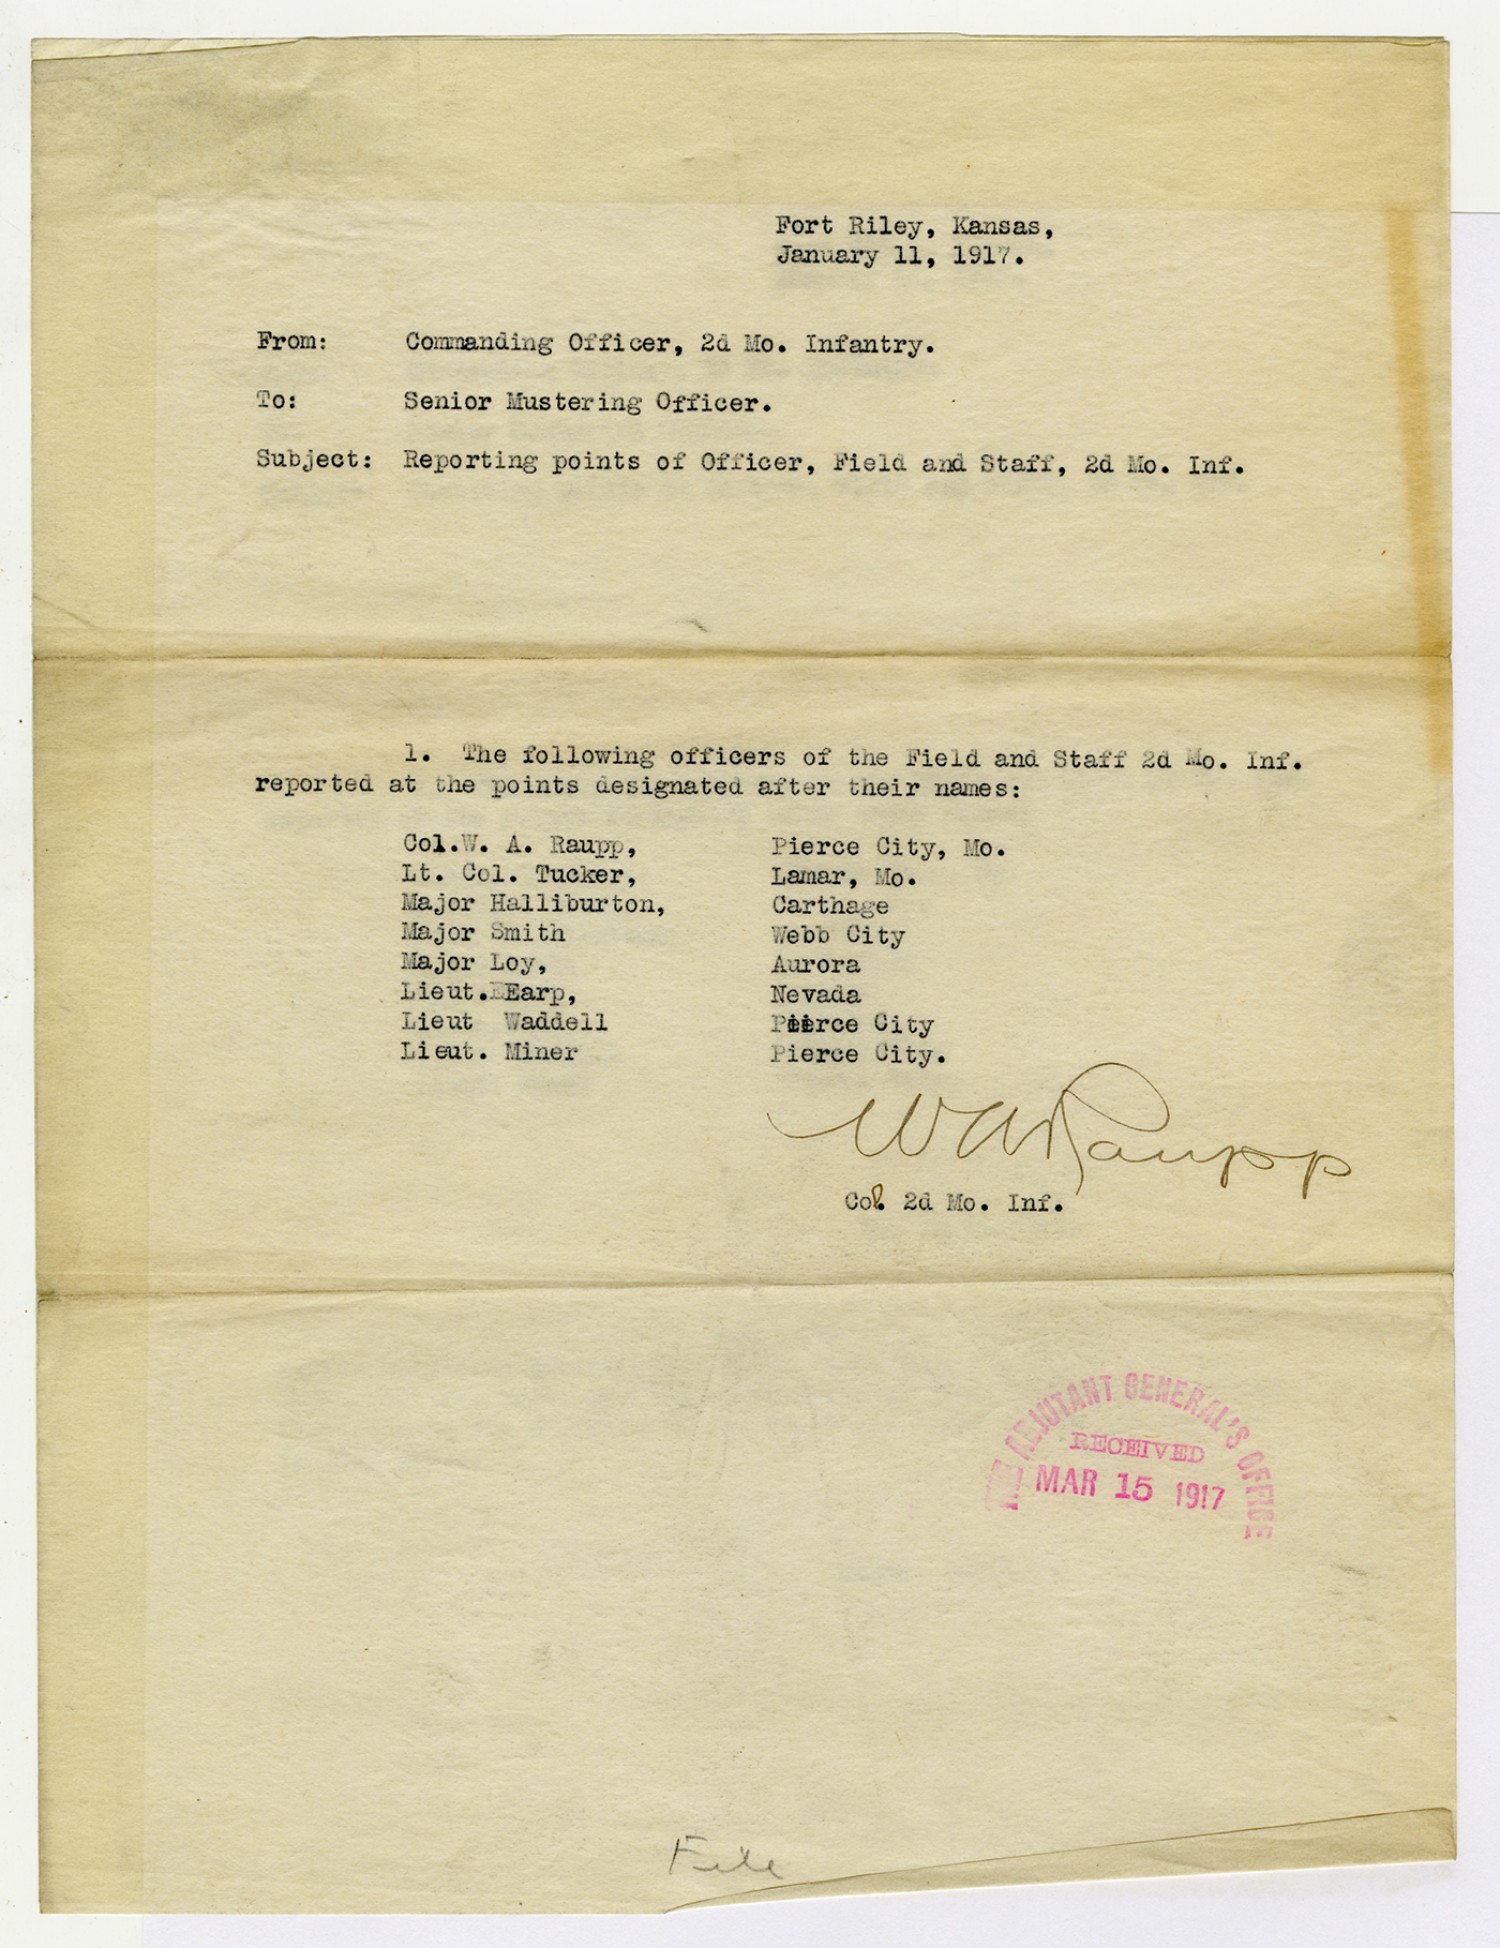 Fort Riley, Kansas,
January 11, 1917.
From: Commanding Officer, 2d Mo. Infantry.
To: Senior Mustering Officer.
Subject: Reporting points of Officer, Field and Staff, 2d Mo. Inf.
1. The following officers of the Field and Staff 2d Mo. Inf.
reported at the points designated after their names:
Col.W. A. Raupp, Pierce City, Mo.
Lt. Col. Tucker, Lamar, Mo.
Major Halliburton, Carthage
Major Smith Webb City
Major Loy, Aurora
Lieut. Earp, Nevada
Lieut Waddell Pierce City
Lieut. Miner Pierce City.
W A Raupp
Col. 2d Mo. Inf.
THE ADJUTANT GENERAL'S OFFICE
RECEIVED
MAR 15 1917
File